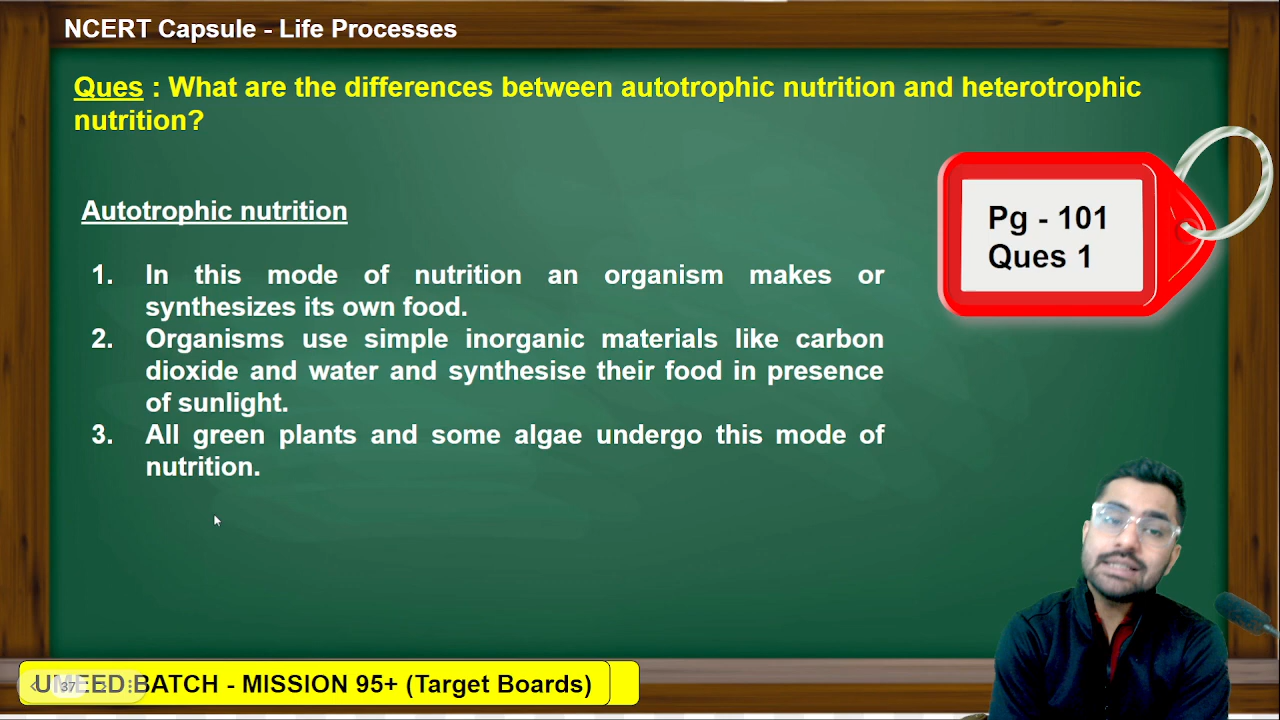 NCERT Capsule - Life Processes
Ques : What are the differences between autotrophic nutrition and heterotrophic
nutrition?
Pg - 101
Ques 1
Autotrophic nutrition
1. In this mode of nutrition an organism makes or
synthesizes its own food.
2. Organisms use simple inorganic materials like carbon
dioxide and water and synthesise their food in presence
of sunlight.
3. All green plants and some algae undergo this mode of
nutrition.
UMEED BATCH - MISSION 95+ (Target Boards)
37